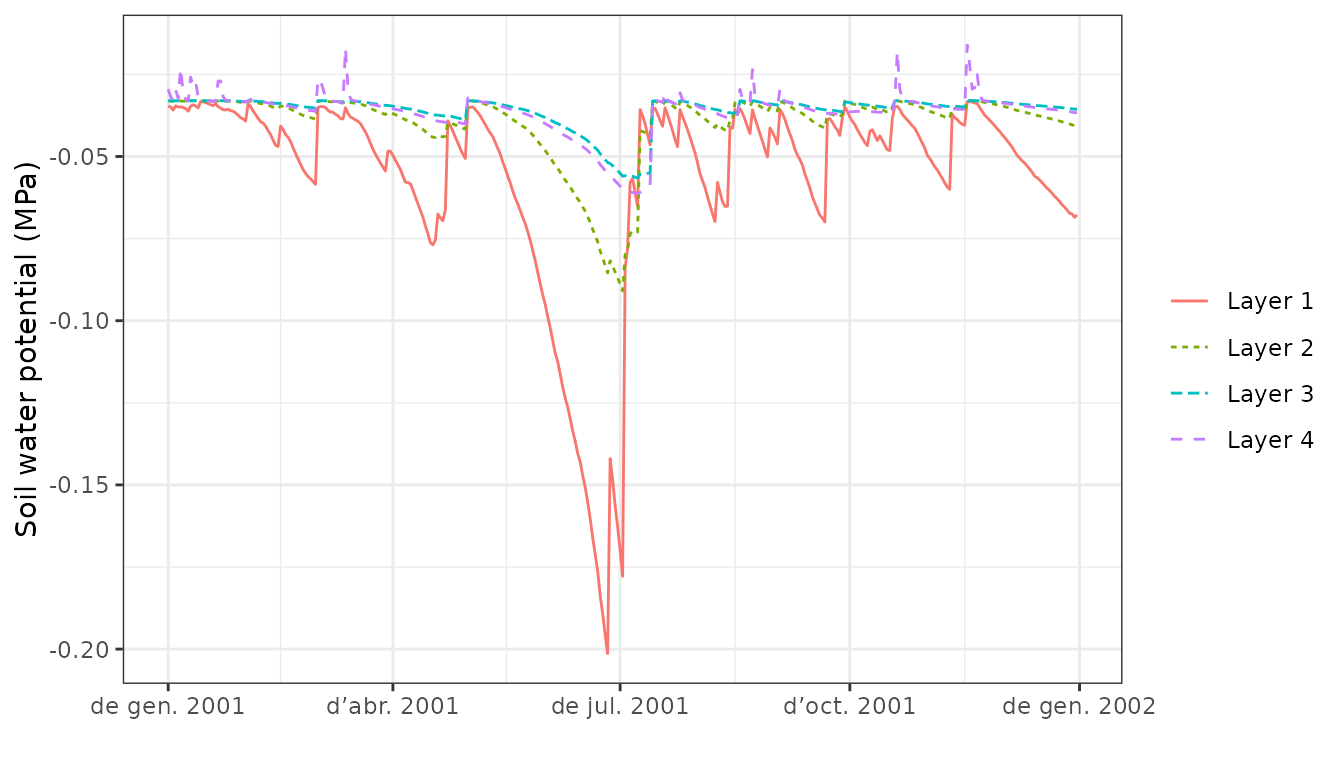 Soil water potential (MPa)
-0.05
-0.10
-0.15
-0.20
de gen. 2001
d’abr. 2001
de jul. 2001
d’oct. 2001
de gen. 2002
Layer 1
Layer 2
Layer 3
Layer 4